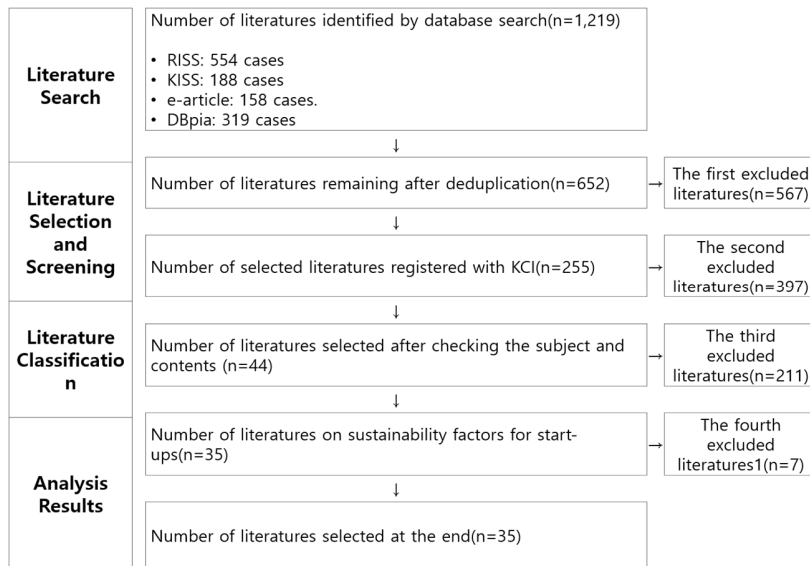 Literature
Search
Number of literatures identified by database search(n=1,219)
• RISS: 554 cases
• KISS: 188 cases
• e-article: 158 cases.
• DBpia: 319 cases
↓
Literature
Selection
and
Screening
Number of literatures remaining after deduplication(n=652)
→
The first excluded
literatures(n=567)
↓
Number of selected literatures registered with KCI(n=255)
→
The second
excluded
literatures(n=397)
↓
Literature
Classificatio
n
Number of literatures selected after checking the subject and
contents (n=44)
→
The third
excluded
literatures(n=211)
↓
Analysis
Results
Number of literatures on sustainability factors for start-
ups(n=35)
→
The fourth
excluded
literatures1(n=7)
↓
Number of literatures selected at the end(n=35)